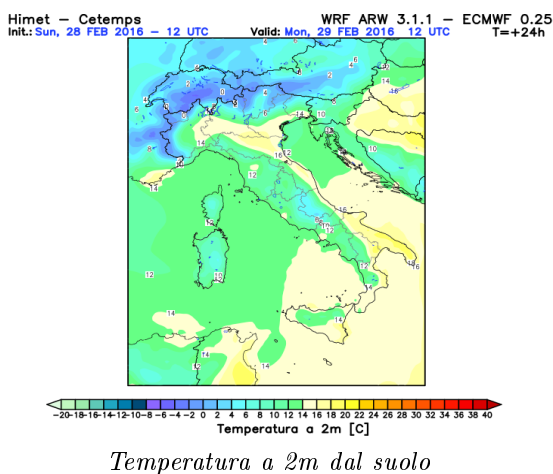 Himet – Cetemps WRF ARW 3.1.1 – ECMWF 0.25
Init.: Sun, 28 FEB 2016 – 12 UTC Valid: Mon, 29 FEB 2016 12 UTC T=+24h
-20-18-16-14-12-10-8 -6 -4 -2 0 2 4 6 8 10 12 14 16 18 20 22 24 26 28 30 32 34 36 38 40
Temperatura a 2m [C]
Temperatura a 2m dal suolo